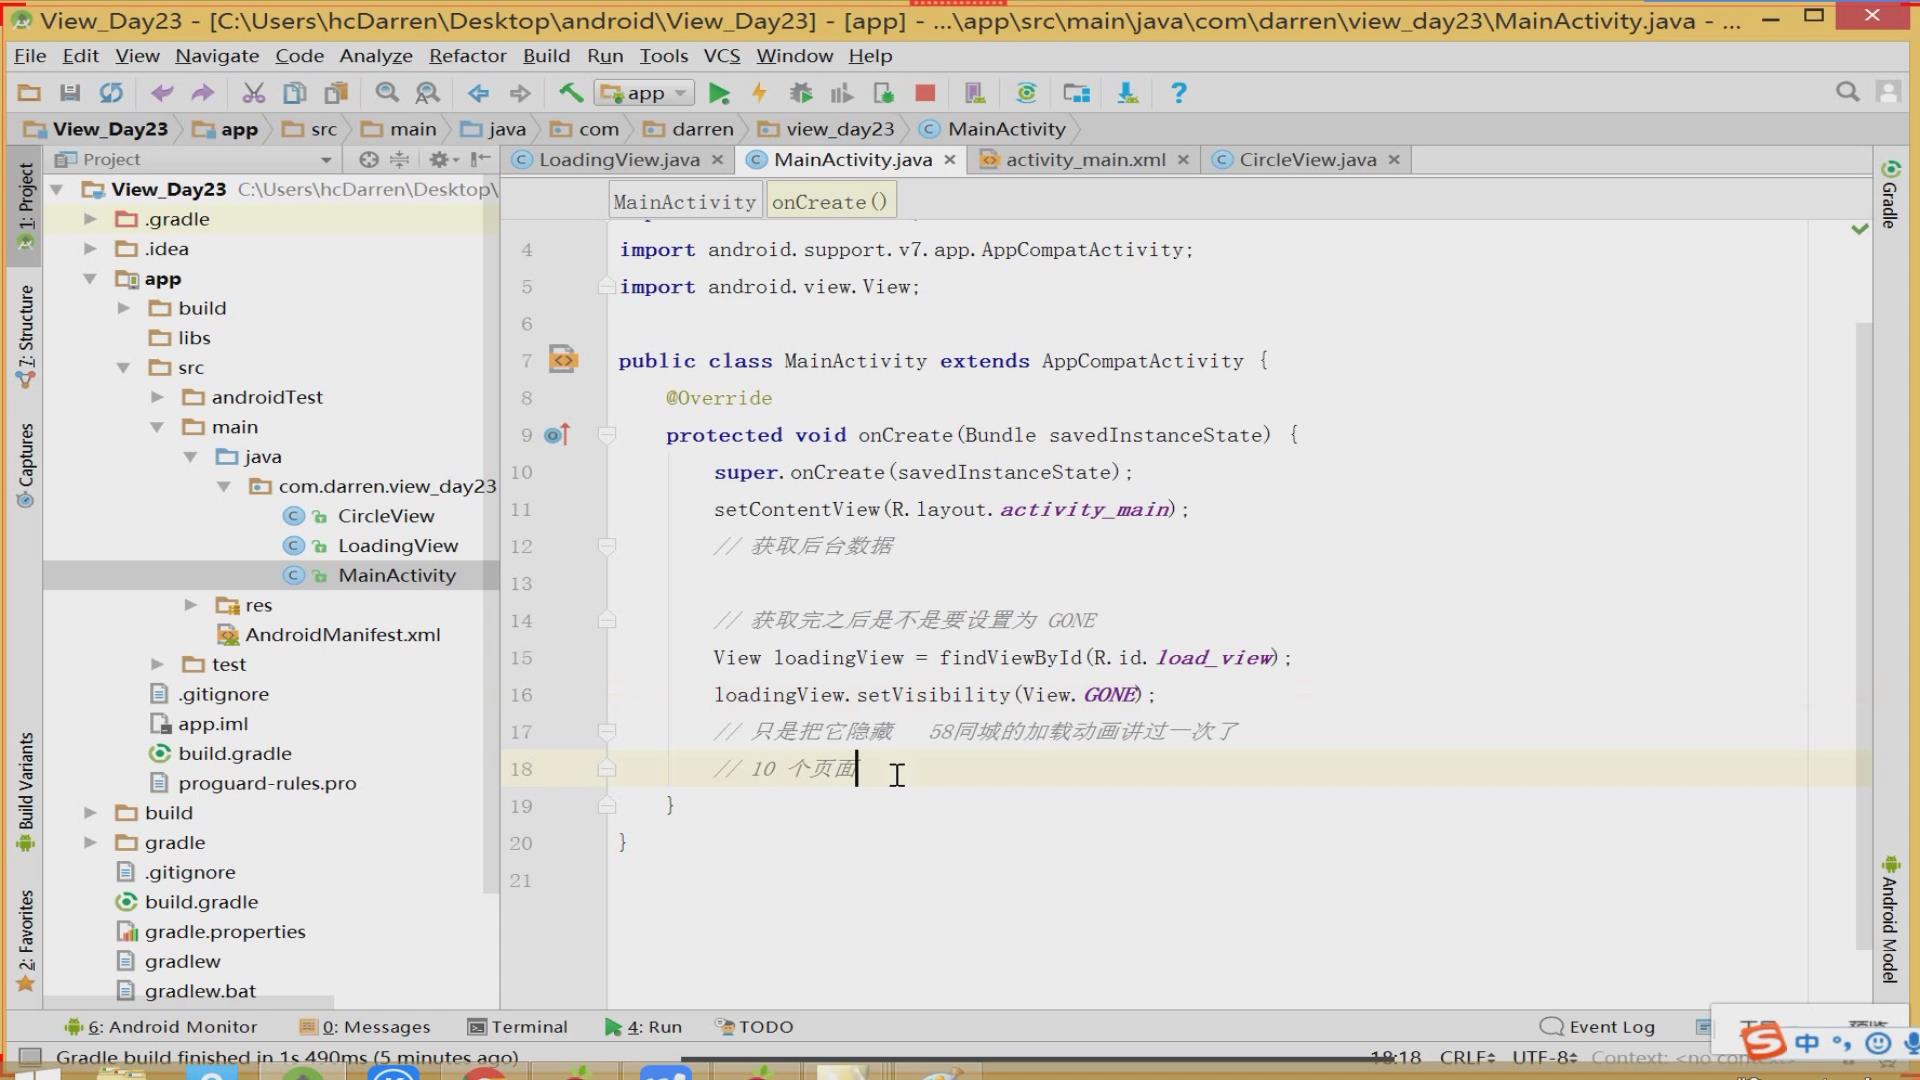 View_Day23 - [C:\Users\hcDarren\Desktop\android\View_Day23] - [app] - ...\app\src\main\java\com\darren\view_day23\MainActivity.java - ...
File Edit View Navigate Code Analyze Refactor Build Run Tools VCS Window Help
app
View_Day23 app src main java com darren view_day23 MainActivity
Project
LoadingView.java MainActivity.java activity_main.xml CircleView.java
MainActivity onCreate()
1: Project
7: Structure
Captures
Build Variants
2: Favorites
View_Day23 C:\Users\hcDarren\Desktop\
.gradle
.idea
app
build
libs
src
androidTest
main
java
com.darren.view_day23
CircleView
LoadingView
MainActivity
res
AndroidManifest.xml
test
.gitignore
app.iml
build.gradle
proguard-rules.pro
build
gradle
.gitignore
build.gradle
gradle.properties
gradlew
gradlew.bat
4 import android.support.v7.app.AppCompatActivity;
5 import android.view.View;
6
7 public class MainActivity extends AppCompatActivity {
8 @Override
9 protected void onCreate(Bundle savedInstanceState) {
10 super.onCreate(savedInstanceState);
11 setContentView(R.layout.activity_main);
12 // 获取后台数据
13
14 // 获取完之后是不是要设置为 GONE
15 View loadingView = findViewById(R.id.load_view);
16 loadingView.setVisibility(View.GONE);
17 // 只是把它隐藏 58同城的加载动画讲过一次了
18 // 10 个页面
19 }
20 }
21
Gradle
Android Model
6: Android Monitor 0: Messages Terminal 4: Run TODO Event Log
Gradle build finished in 1s 490ms (5 minutes ago) 18:18 CRLF UTF-8 Context: <no context>
中